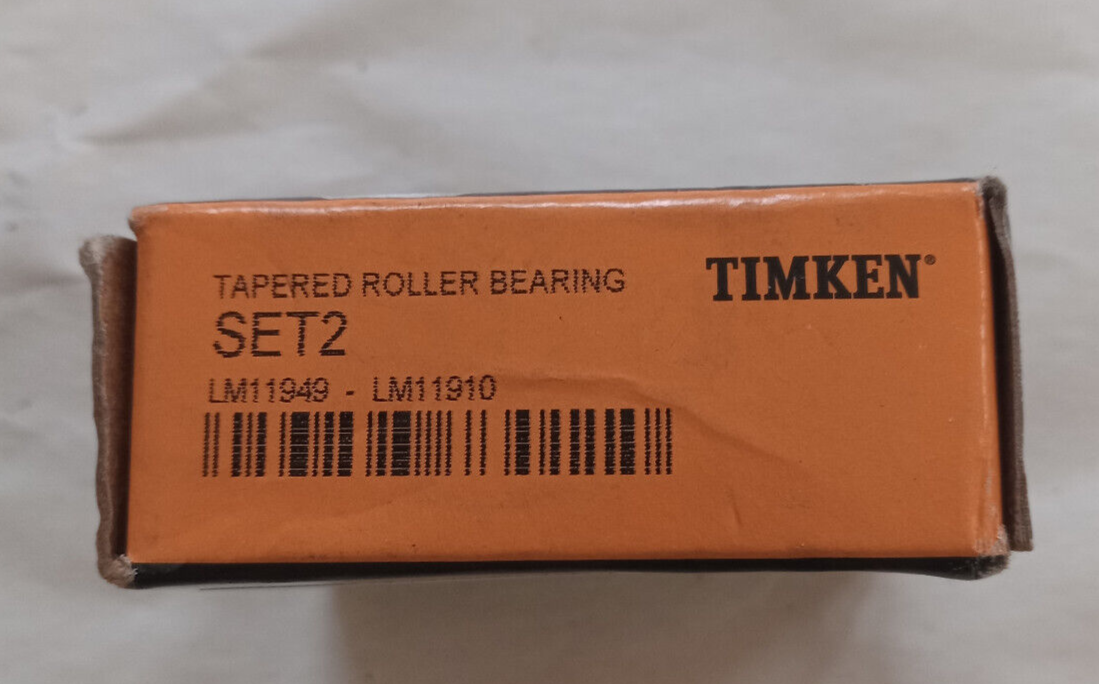 TAPERED ROLLER BEARING
TIMKEN®
SET2
LM11949 - LM11910